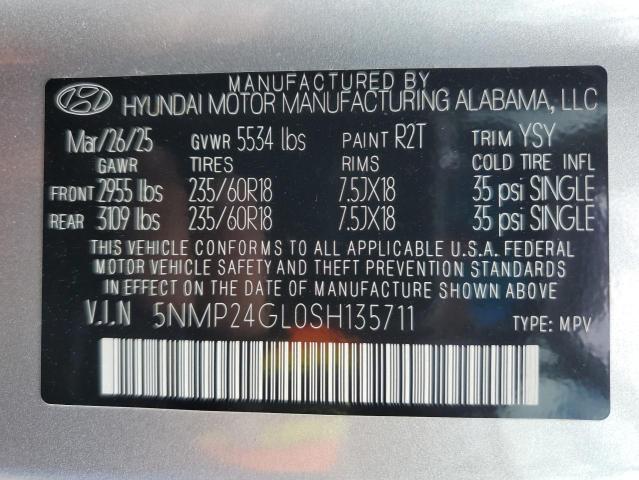 MANUFACTURED BY
HYUNDAI MOTOR MANUFACTURING ALABAMA, LLC
Mar/26/25 GVWR 5534 lbs PAINT R2T TRIM YSY
GAWR TIRES RIMS COLD TIRE INFL
FRONT 2955 lbs 235/60R18 7.5JX18 35 psi SINGLE
REAR 3109 lbs 235/60R18 7.5JX18 35 psi SINGLE
THIS VEHICLE CONFORMS TO ALL APPLICABLE U.S.A. FEDERAL
MOTOR VEHICLE SAFETY AND THEFT PREVENTION STANDARDS
IN EFFECT ON THE DATE OF MANUFACTURE SHOWN ABOVE.
V.I.N 5NMP24GL0SH135711 TYPE: MPV